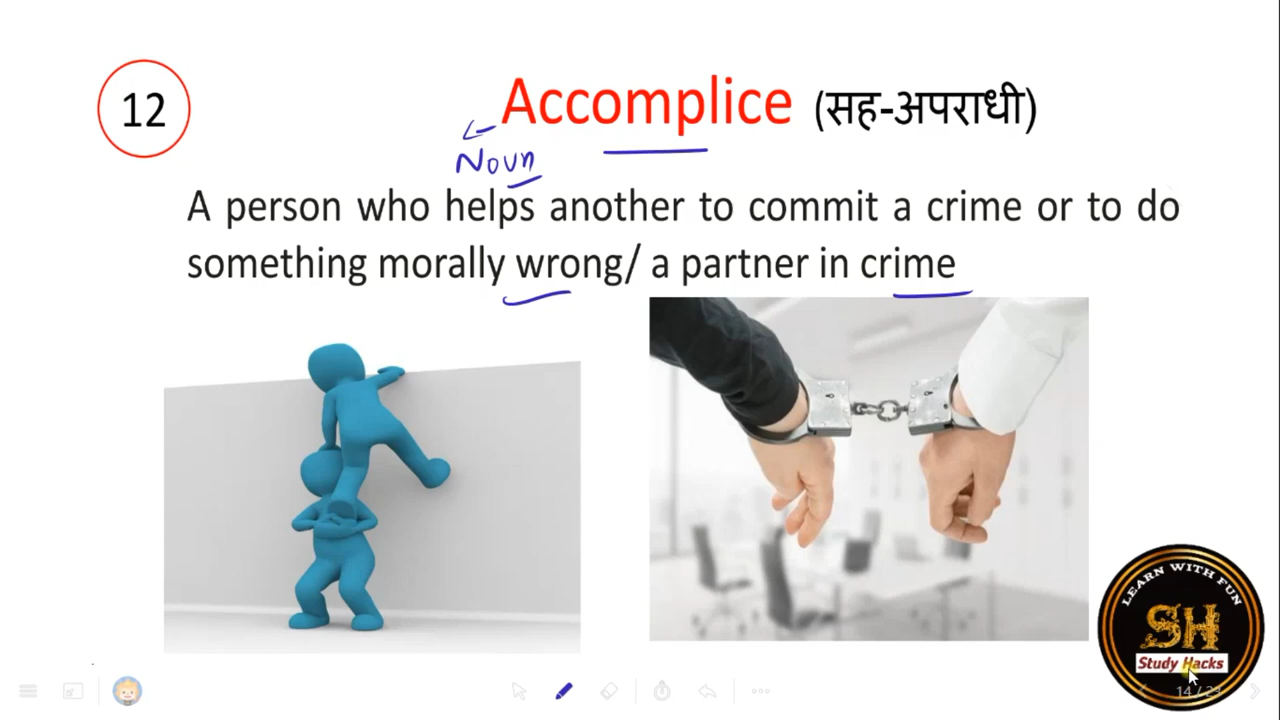 12
Accomplice (सह-अपराधी)
Noun
A person who helps another to commit a crime or to do
something morally wrong/ a partner in crime
LEARN WITH FUN
SH
Study Hacks